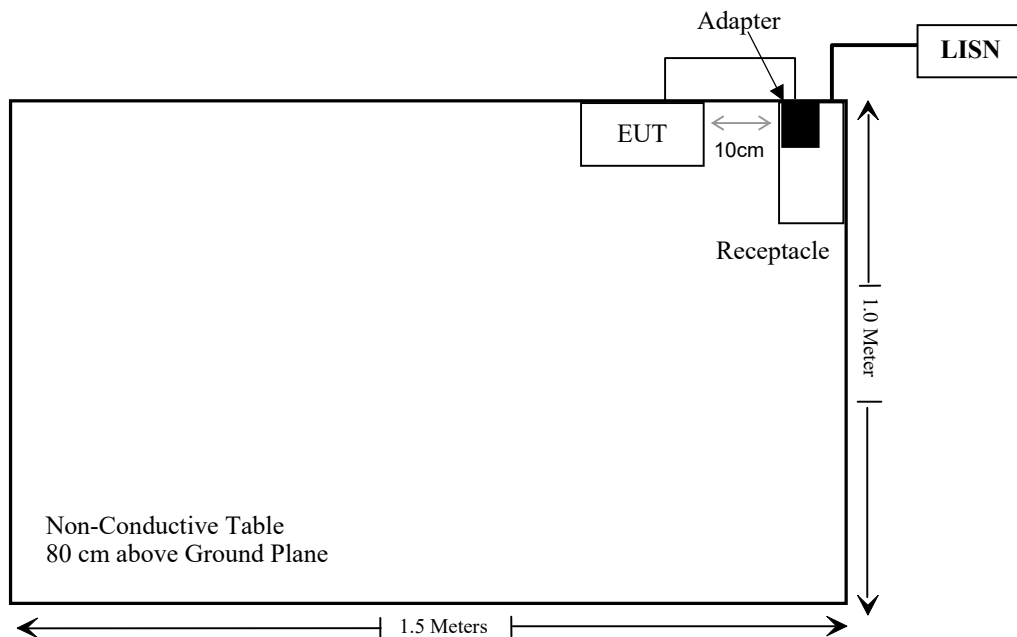 Adapter
LISN
EUT
10cm
Receptacle
1.0 Meter
Non-Conductive Table
80 cm above Ground Plane
1.5 Meters